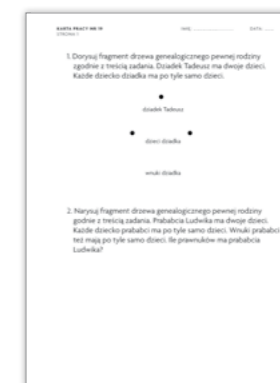 KARTA PRACY NR 19
STRONA 1
IMIĘ:
DATA:
1. Dorysuj fragment drzewa genealogicznego pewnej rodziny
zgodnie z treścią zadania. Dziadek Tadeusz ma dwoje dzieci.
Każde dziecko dziadka ma po tyle samo dzieci.
dziadek Tadeusz
dzieci dziadka
wnuki dziadka
2. Narysuj fragment drzewa genealogicznego pewnej rodziny
zgodnie z treścią zadania. Prababcia Ludwika ma dwoje dzieci.
Każde dziecko prababci ma po tyle samo dzieci. Wnuki prababci
też mają po tyle samo dzieci. Ile prawnuków ma prababcia
Ludwika?